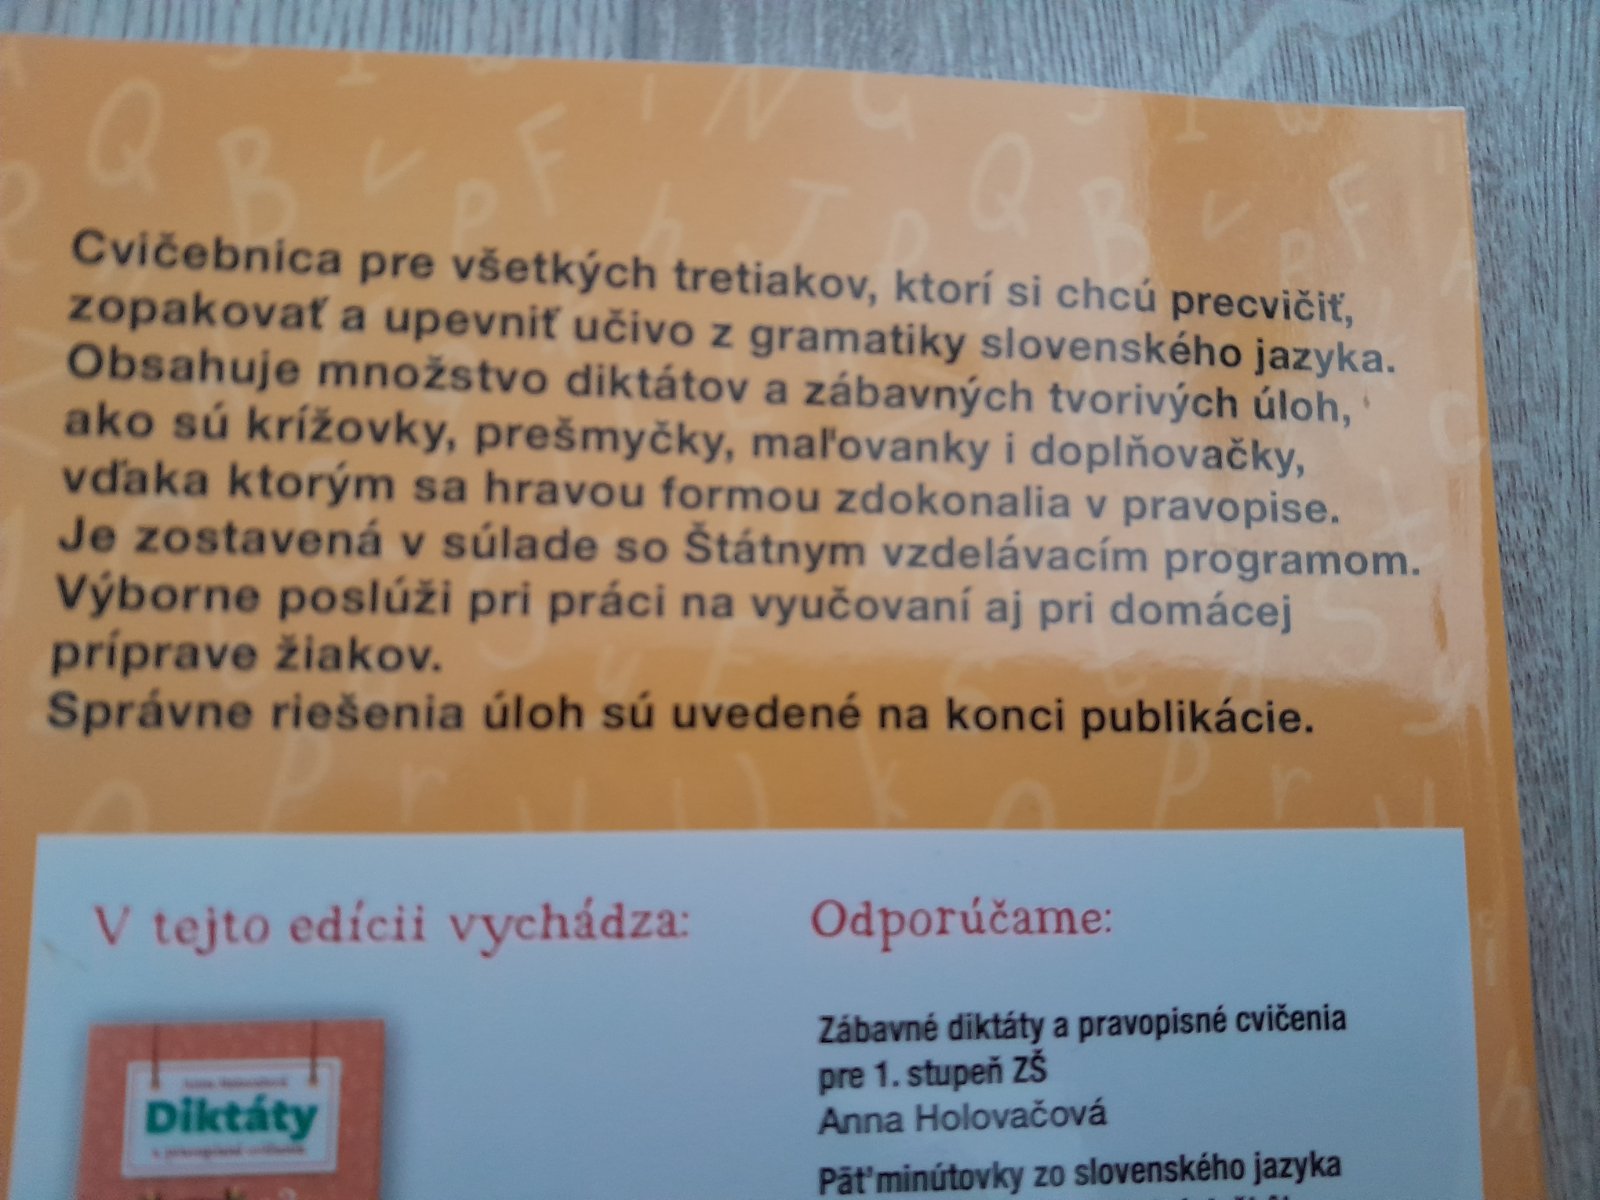 Cvičebnica pre všetkých tretiakov, ktorí si chcú precvičiť,
zopakovať a upevniť učivo z gramatiky slovenského jazyka.
Obsahuje množstvo diktátov a zábavných tvorivých úloh,
ako sú krížovky, prešmyčky, maľovanky i doplňovačky,
vďaka ktorým sa hravou formou zdokonalia v pravopise.
Je zostavená v súlade so Štátnym vzdelávacím programom.
Výborne poslúži pri práci na vyučovaní aj pri domácej
príprave žiakov.
Správne riešenia úloh sú uvedené na konci publikácie.
V tejto edícii vychádza:
Diktáty
Odporúčame:
Zábavné diktáty a pravopisné cvičenia
pre 1. stupeň ZŠ
Anna Holovačová
Päťminútovky zo slovenského jazyka